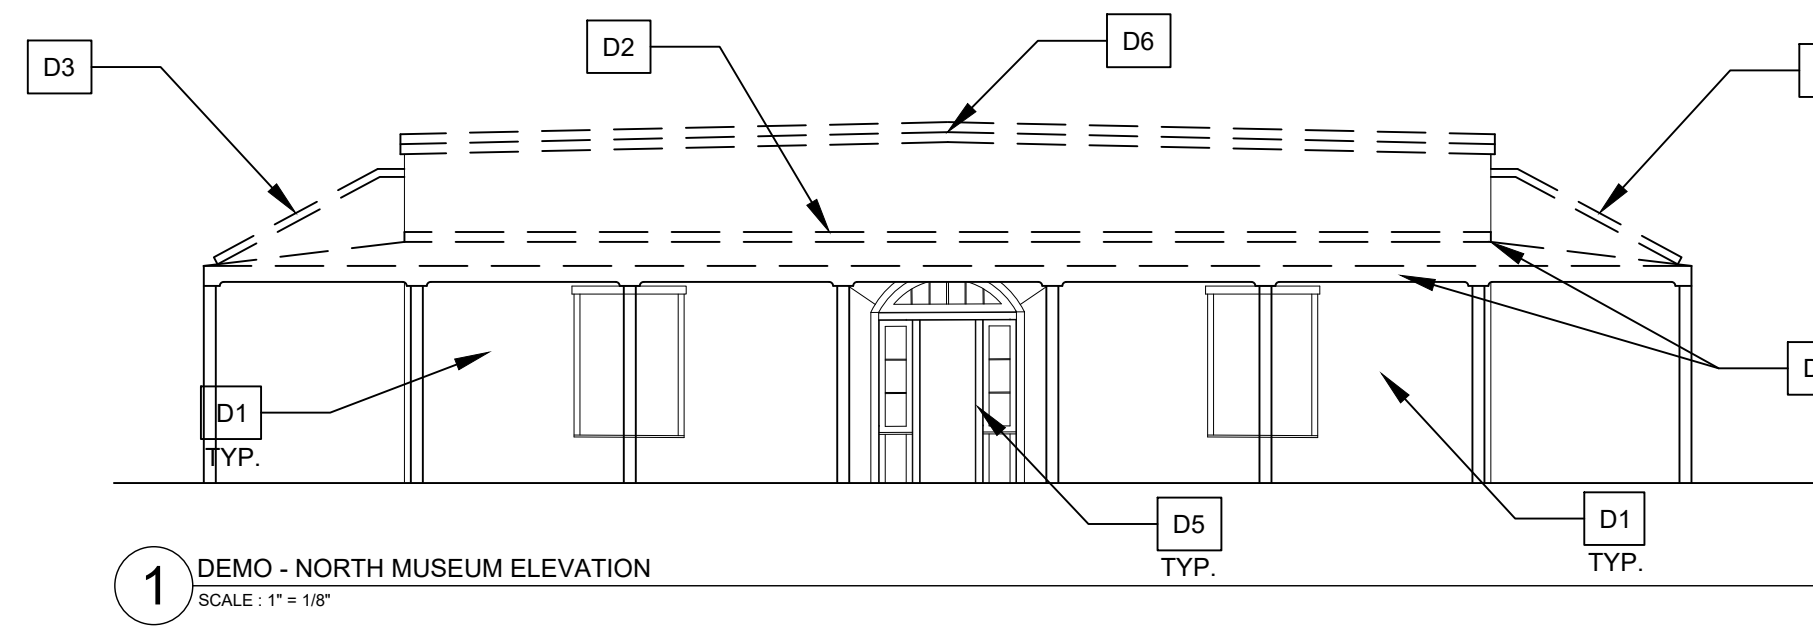 D3
D2
D6
D1
TYP.
D5
TYP.
D1
TYP.
1
DEMO - NORTH MUSEUM ELEVATION
SCALE : 1" = 1/8"